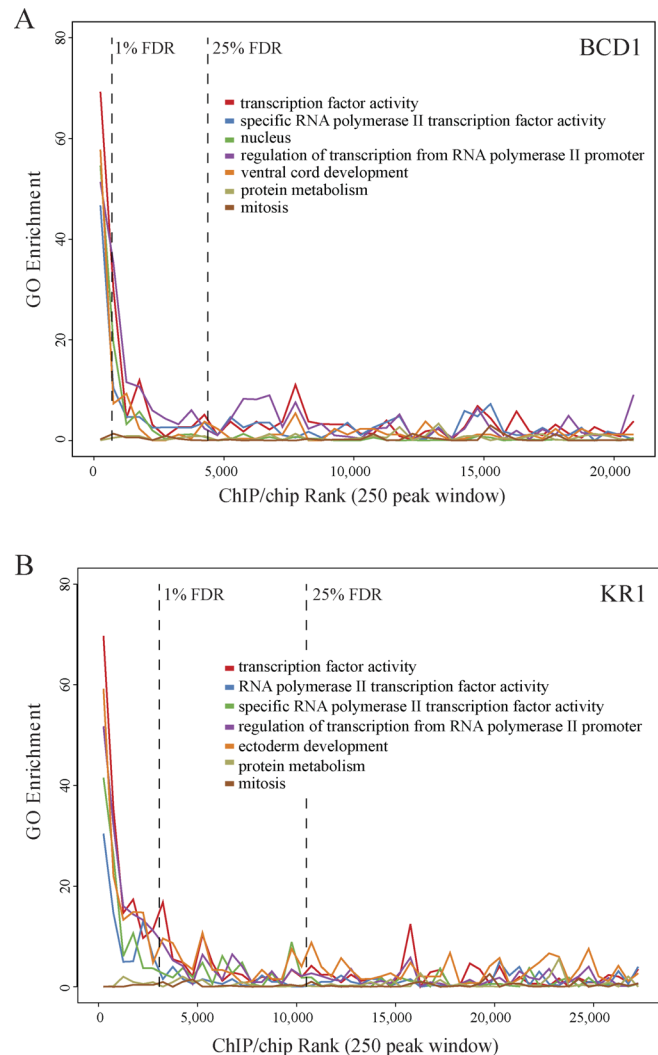 A
80
1% FDR
25% FDR
BCD1
transcription factor activity
specific RNA polymerase II transcription factor activity
nucleus
regulation of transcription from RNA polymerase II promoter
ventral cord development
protein metabolism
mitosis
60
40
20
0
GO Enrichment
0
5,000
10,000
15,000
20,000
ChIP/chip Rank (250 peak window)
B
80
1% FDR
25% FDR
KR1
transcription factor activity
RNA polymerase II transcription factor activity
specific RNA polymerase II transcription factor activity
regulation of transcription from RNA polymerase II promoter
ectoderm development
protein metabolism
mitosis
60
40
20
0
GO Enrichment
0
5,000
10,000
15,000
20,000
25,000
ChIP/chip Rank (250 peak window)